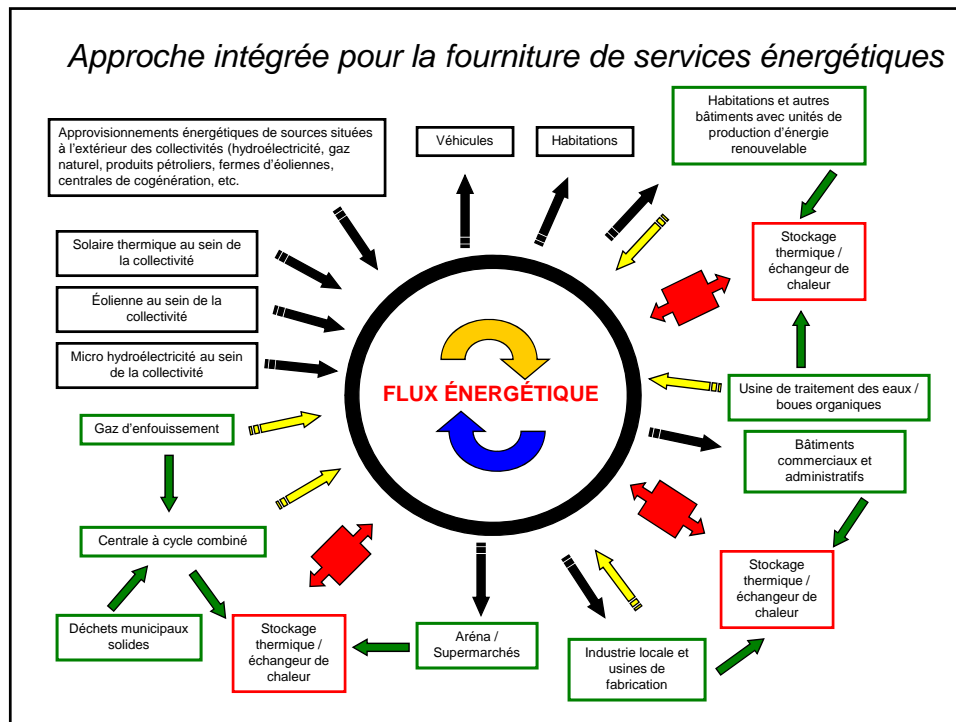 Approche intégrée pour la fourniture de services énergétiques
Approvisionnements énergétiques de sources situées
à l'extérieur des collectivités (hydroélectricité, gaz
naturel, produits pétroliers, fermes d'éoliennes,
centrales de cogénération, etc.
Véhicules
Habitations
Habitations et autres
bâtiments avec unités de
production d'énergie
renouvelable
Solaire thermique au sein de
la collectivité
Stockage
thermique /
échangeur de
chaleur
Éolienne au sein de la
collectivité
Micro hydroélectricité au sein
de la collectivité
FLUX ÉNERGÉTIQUE
Usine de traitement des eaux /
boues organiques
Gaz d'enfouissement
Bâtiments
commerciaux et
administratifs
Centrale à cycle combiné
Stockage
thermique /
échangeur de
chaleur
Déchets municipaux
solides
Stockage
thermique /
échangeur de
chaleur
Aréna /
Supermarchés
Industrie locale et
usines de
fabrication